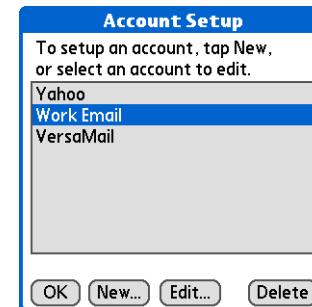 Account Setup
To setup an account, tap New,
or select an account to edit.
Yahoo
Work Email
VersaMail
OK New... Edit... Delete